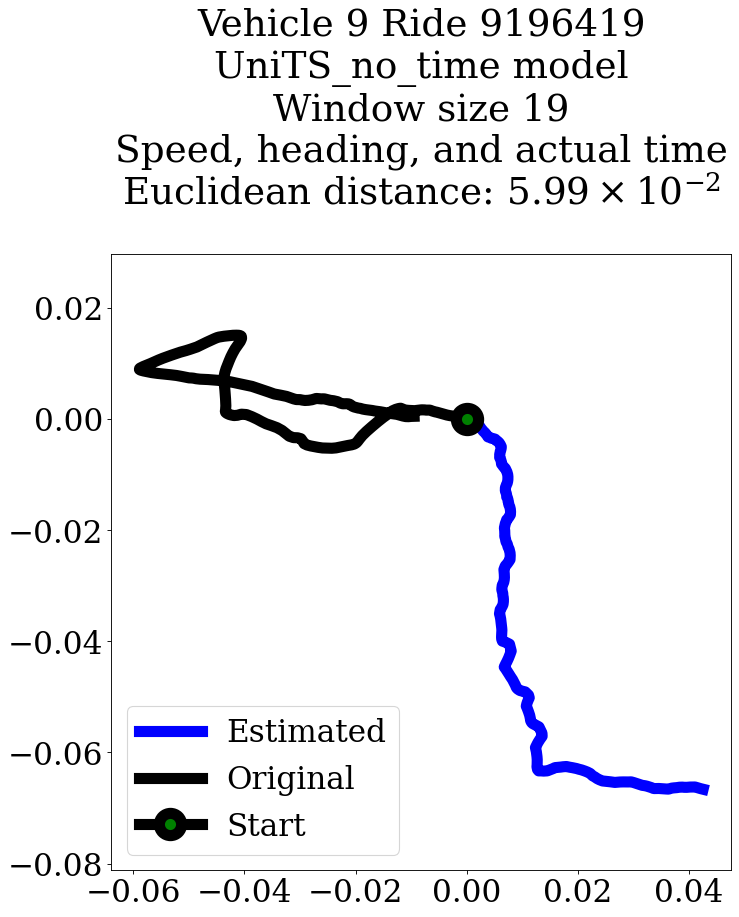 Vehicle 9 Ride 9196419
UniTS_no_time model
Window size 19
Speed, heading, and actual time
Euclidean distance: 5.99 × 10⁻²
0.02
0.00
−0.02
−0.04
−0.06
−0.08
Estimated
Original
Start
−0.06 −0.04 −0.02 0.00 0.02 0.04